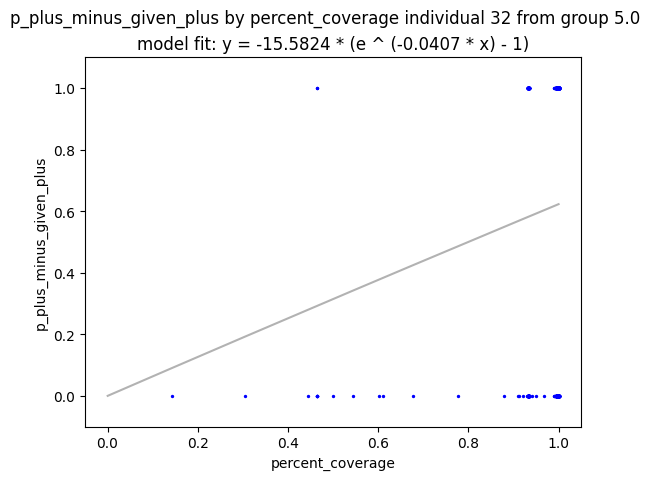 p_plus_minus_given_plus by percent_coverage individual 32 from group 5.0
model fit: y = -15.5824 * (e ^ (-0.0407 * x) - 1)
1.0
0.8
0.6
0.4
0.2
0.0
p_plus_minus_given_plus
0.0 0.2 0.4 0.6 0.8 1.0
percent_coverage